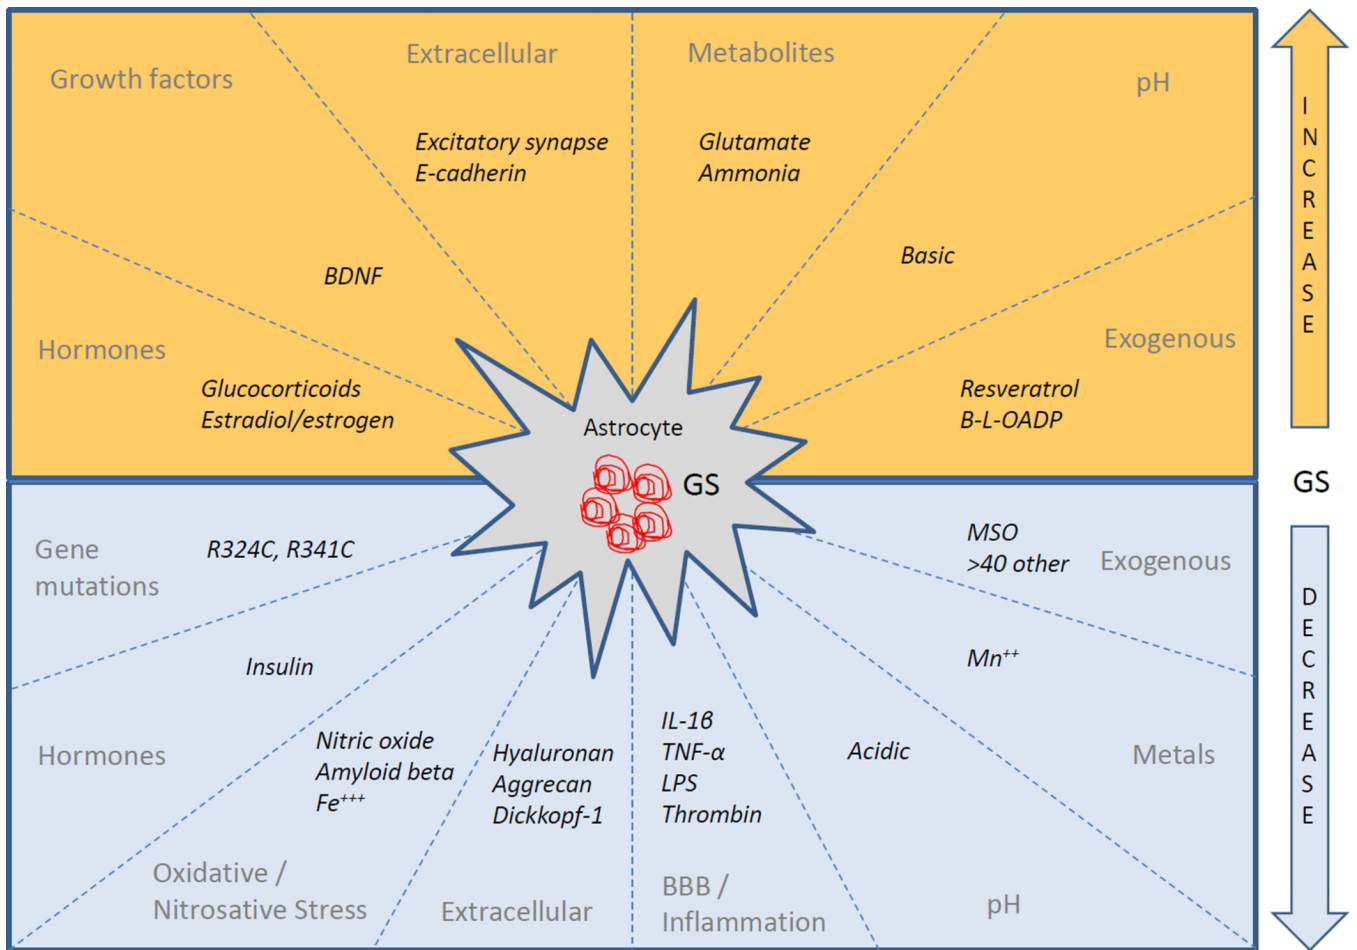 Growth factors
Extracellular
Metabolites
pH
Excitatory synapse
E-cadherin
Glutamate
Ammonia
BDNF
Basic
Hormones
Glucocorticoids
Estradiol/estrogen
Exogenous
Resveratrol
B-L-OADP
INCREASE
Astrocyte
GS
GS
Gene
mutations
R324C, R341C
MSO
>40 other
Exogenous
Insulin
Hormones
Mn⁺⁺
Metals
Nitric oxide
Amyloid beta
Fe⁺⁺⁺
Oxidative /
Nitrosative Stress
Hyaluronan
Aggrecan
Dickkopf-1
Extracellular
IL-1β
TNF-α
LPS
Thrombin
BBB /
Inflammation
Acidic
pH
DECREASE